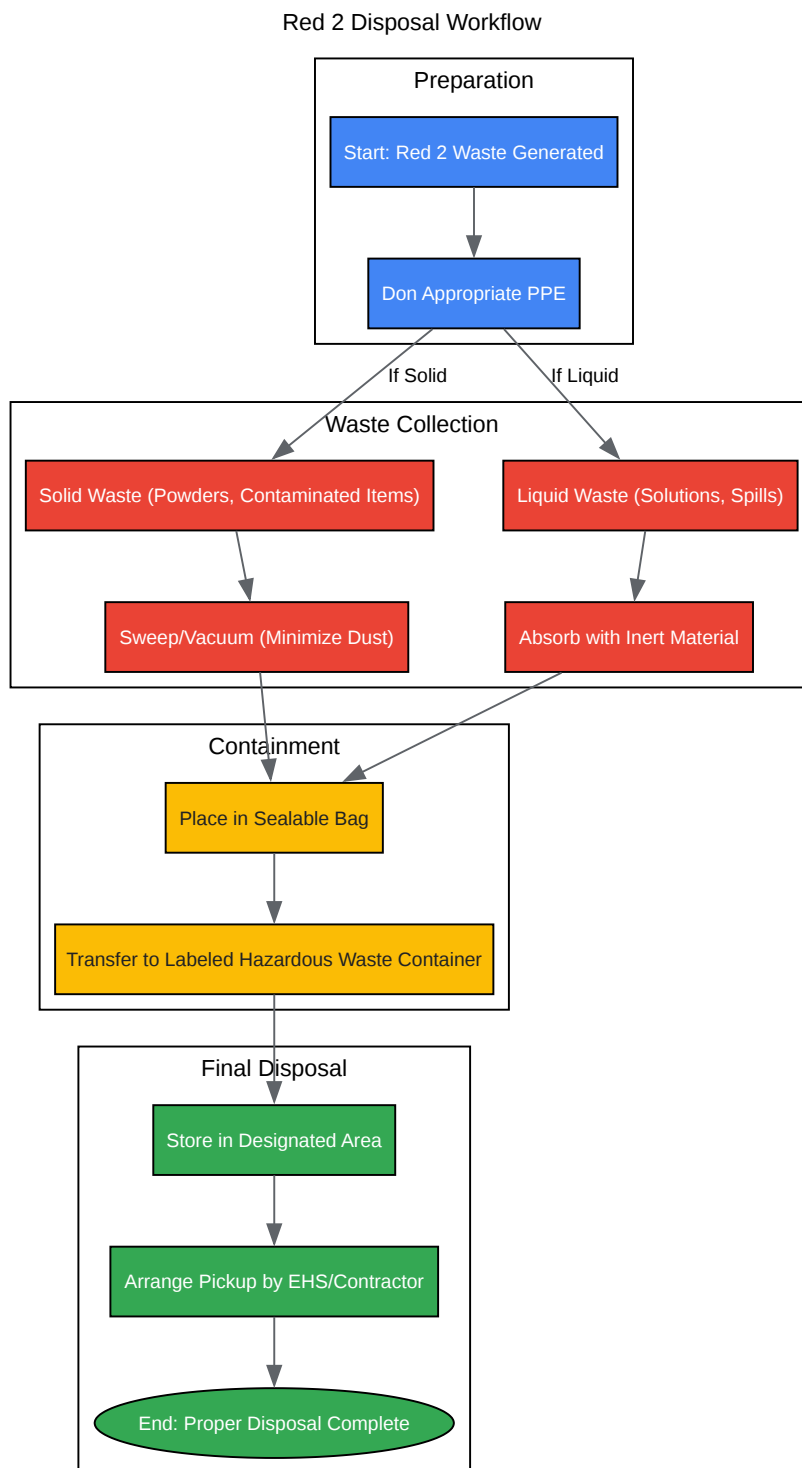 Red 2 Disposal Workflow
Preparation
Start: Red 2 Waste Generated
Don Appropriate PPE
If Solid
If Liquid
Waste Collection
Solid Waste (Powders, Contaminated Items)
Liquid Waste (Solutions, Spills)
Sweep/Vacuum (Minimize Dust)
Absorb with Inert Material
Containment
Place in Sealable Bag
Transfer to Labeled Hazardous Waste Container
Final Disposal
Store in Designated Area
Arrange Pickup by EHS/Contractor
End: Proper Disposal Complete